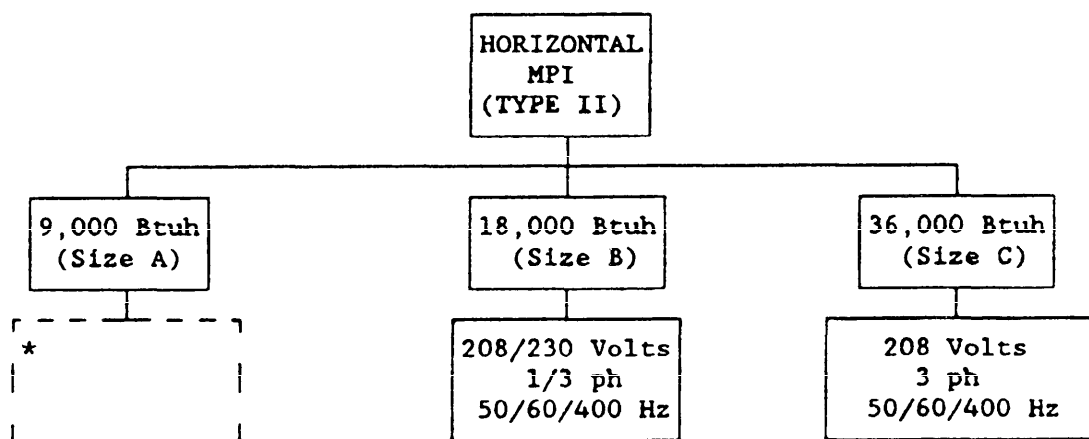 HORIZONTAL
MPI
(TYPE II)
9,000 Btuh
(Size A)
18,000 Btuh
(Size B)
36,000 Btuh
(Size C)
*
208/230 Volts
1/3 ph
50/60/400 Hz
208 Volts
3 ph
50/60/400 Hz